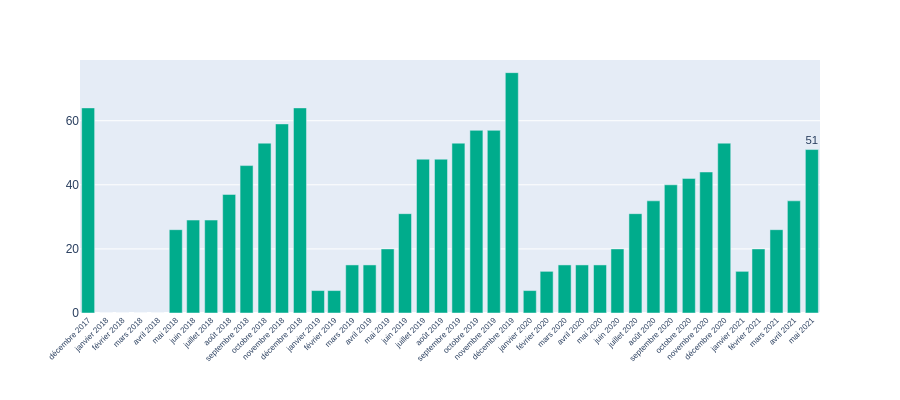 60
40
20
0
51
décembre 2017
janvier 2018
février 2018
mars 2018
avril 2018
mai 2018
juin 2018
juillet 2018
août 2018
septembre 2018
octobre 2018
novembre 2018
décembre 2018
janvier 2019
février 2019
mars 2019
avril 2019
mai 2019
juin 2019
juillet 2019
août 2019
septembre 2019
octobre 2019
novembre 2019
décembre 2019
janvier 2020
février 2020
mars 2020
avril 2020
mai 2020
juin 2020
juillet 2020
août 2020
septembre 2020
octobre 2020
novembre 2020
décembre 2020
janvier 2021
février 2021
mars 2021
avril 2021
mai 2021